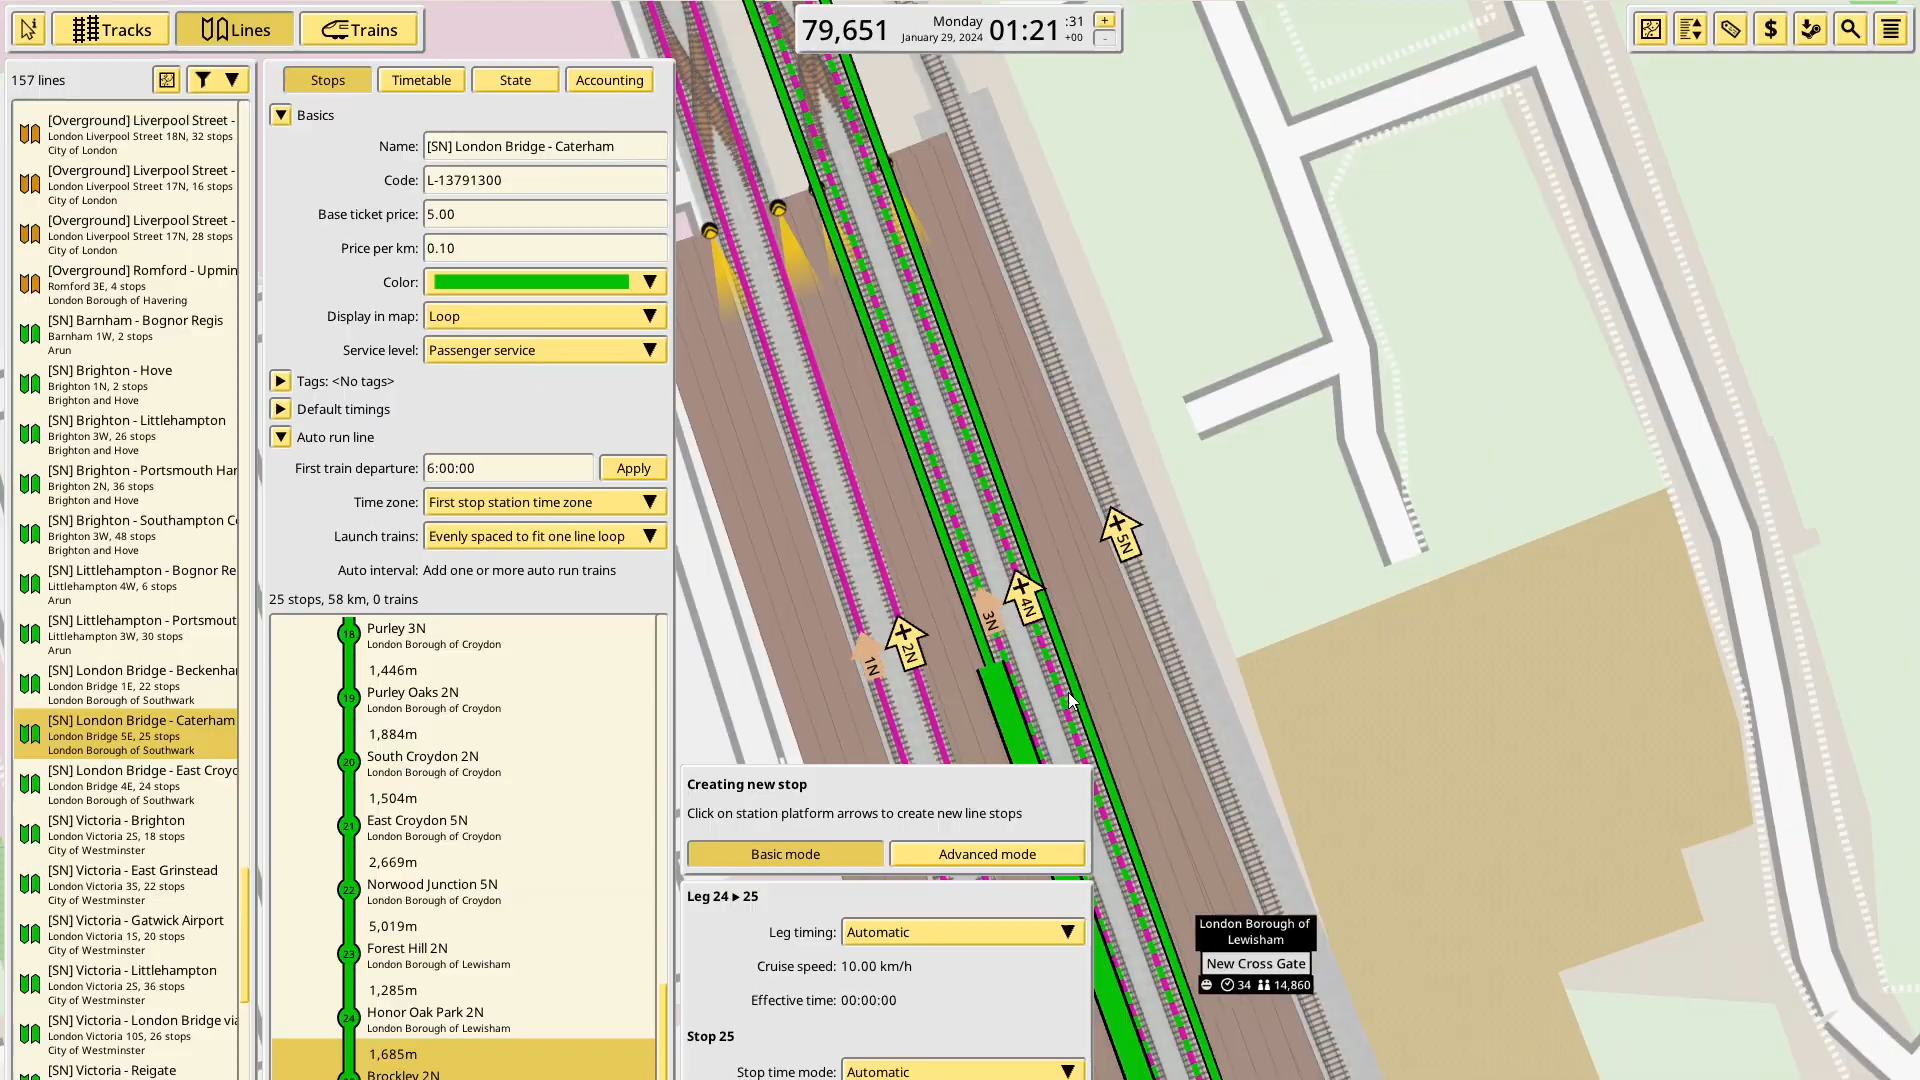 Tracks
Lines
Trains
79,651
Monday
January 29, 2024
01:21
:31
+00
+
-
157 lines
[Overground] Liverpool Street -
London Liverpool Street 18N, 32 stops
City of London
[Overground] Liverpool Street -
London Liverpool Street 17N, 16 stops
City of London
[Overground] Liverpool Street -
London Liverpool Street 17N, 28 stops
City of London
[Overground] Romford - Upmin
Romford 3E, 4 stops
London Borough of Havering
[SN] Barnham - Bognor Regis
Barnham 1W, 2 stops
Arun
[SN] Brighton - Hove
Brighton 1N, 2 stops
Brighton and Hove
[SN] Brighton - Littlehampton
Brighton 3W, 26 stops
Brighton and Hove
[SN] Brighton - Portsmouth Har
Brighton 2N, 36 stops
Brighton and Hove
[SN] Brighton - Southampton C
Brighton 3W, 48 stops
Brighton and Hove
[SN] Littlehampton - Bognor Re
Littlehampton 4W, 6 stops
Arun
[SN] Littlehampton - Portsmout
Littlehampton 3W, 30 stops
Arun
[SN] London Bridge - Beckenha
London Bridge 1E, 22 stops
London Borough of Southwark
[SN] London Bridge - Caterham
London Bridge 5E, 25 stops
London Borough of Southwark
[SN] London Bridge - East Croyd
London Bridge 4E, 24 stops
London Borough of Southwark
[SN] Victoria - Brighton
London Victoria 2S, 18 stops
City of Westminster
[SN] Victoria - East Grinstead
London Victoria 3S, 22 stops
City of Westminster
[SN] Victoria - Gatwick Airport
London Victoria 1S, 20 stops
City of Westminster
[SN] Victoria - Littlehampton
London Victoria 2S, 36 stops
City of Westminster
[SN] Victoria - London Bridge via
London Victoria 10S, 26 stops
City of Westminster
[SN] Victoria - Reigate
Stops
Timetable
State
Accounting
Basics
Name: [SN] London Bridge - Caterham
Code: L-13791300
Base ticket price: 5.00
Price per km: 0.10
Color:
Display in map: Loop
Service level: Passenger service
Tags: <No tags>
Default timings
Auto run line
First train departure: 6:00:00 Apply
Time zone: First stop station time zone
Launch trains: Evenly spaced to fit one line loop
Auto interval: Add one or more auto run trains
25 stops, 58 km, 0 trains
18 Purley 3N
London Borough of Croydon
1,446m
19 Purley Oaks 2N
London Borough of Croydon
1,884m
20 South Croydon 2N
London Borough of Croydon
1,504m
21 East Croydon 5N
London Borough of Croydon
2,669m
22 Norwood Junction 5N
London Borough of Croydon
5,019m
23 Forest Hill 2N
London Borough of Lewisham
1,285m
24 Honor Oak Park 2N
London Borough of Lewisham
1,685m
Brockley 2N
1N
2N
3N
4N
5N
Creating new stop
Click on station platform arrows to create new line stops
Basic mode
Advanced mode
Leg 24 ▸ 25
Leg timing: Automatic
Cruise speed: 10.00 km/h
Effective time: 00:00:00
Stop 25
Stop time mode: Automatic
London Borough of
Lewisham
New Cross Gate
34 14,860